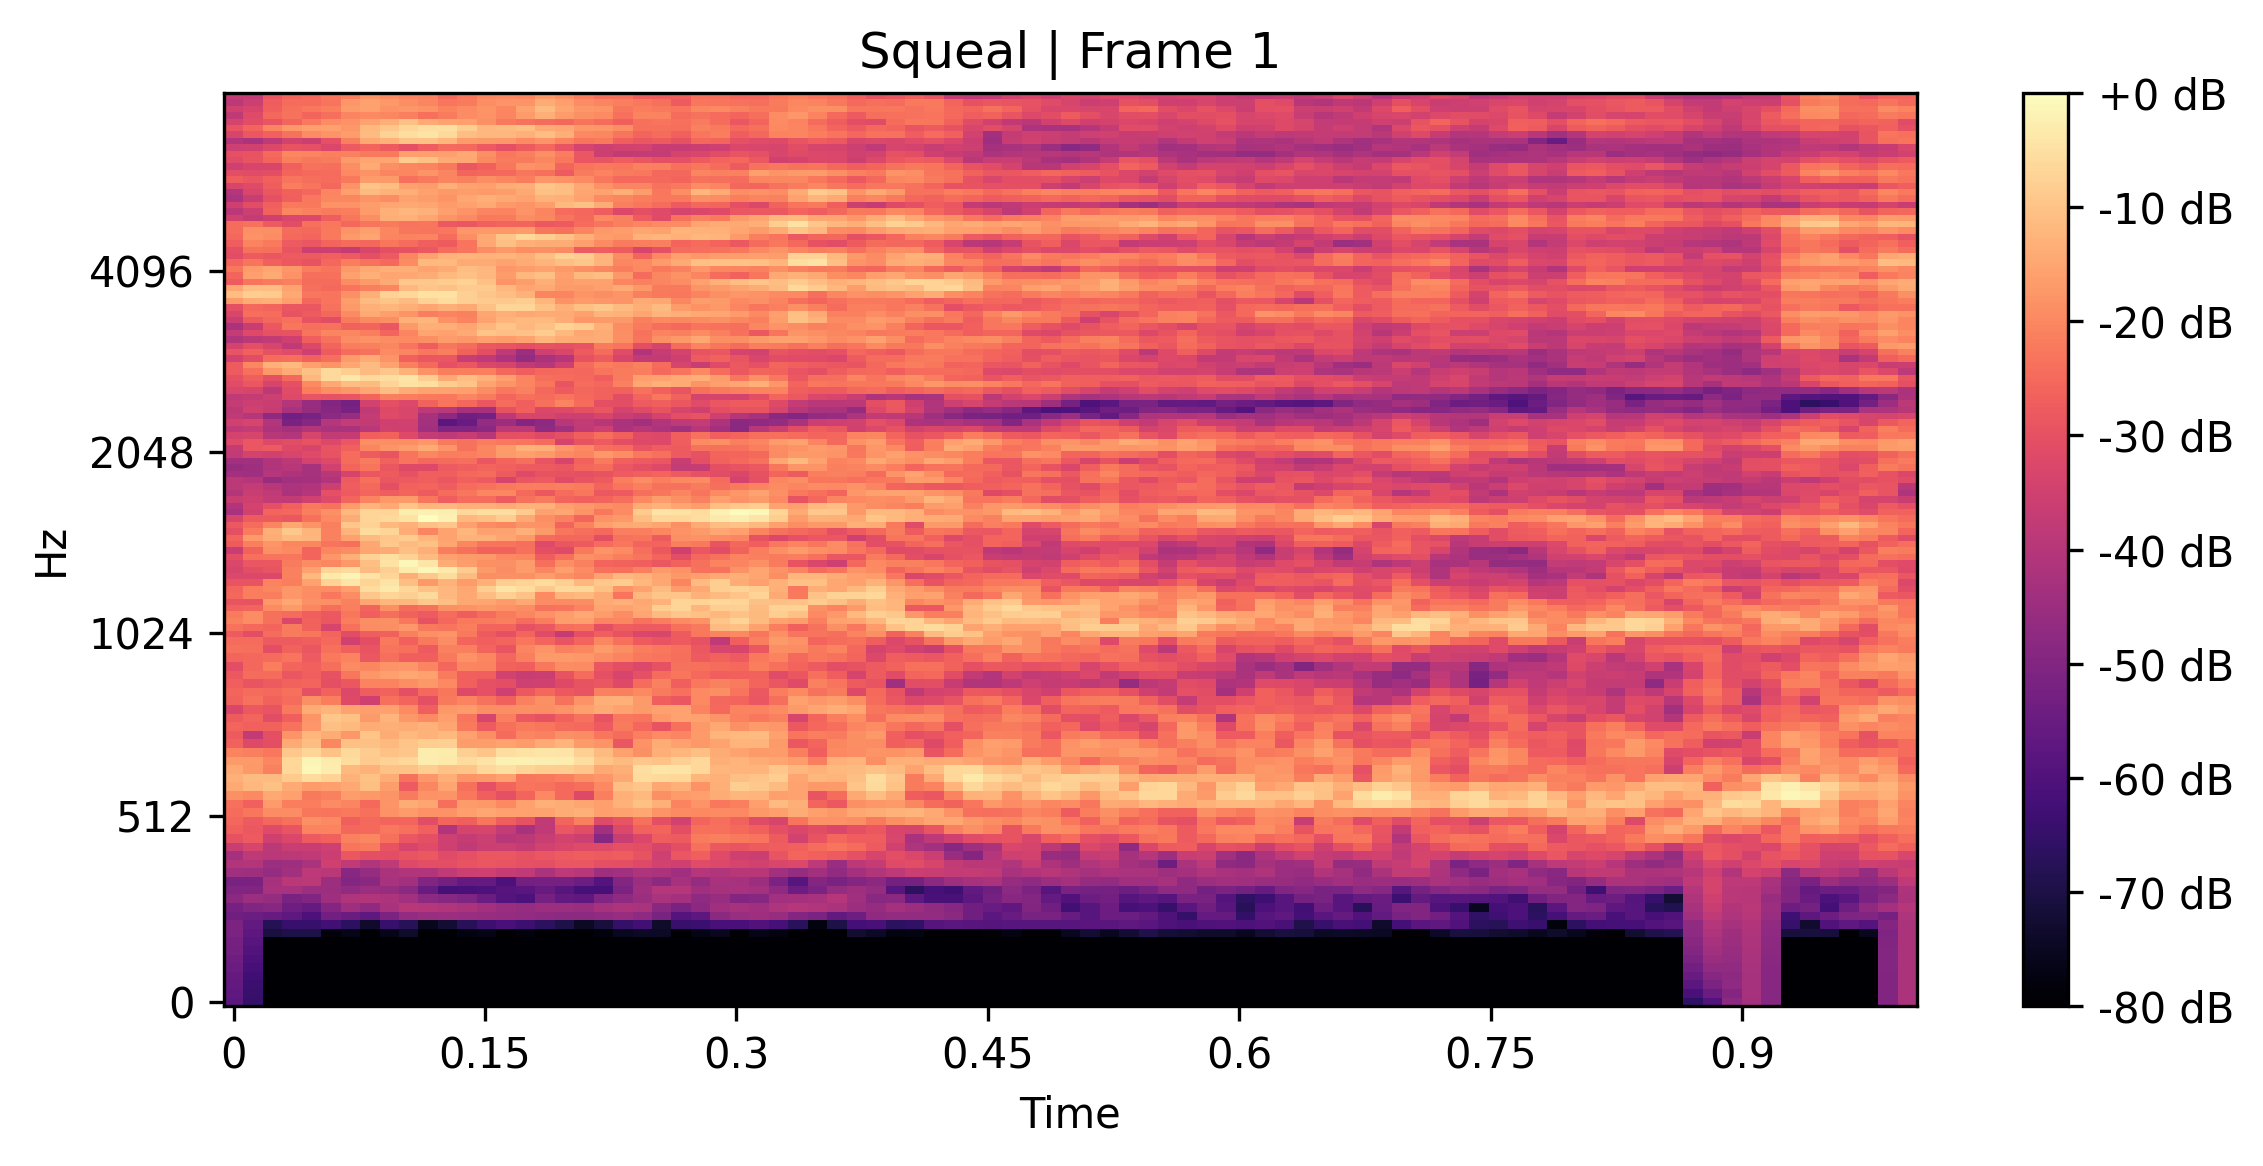 Squeal | Frame 1
+0 dB
-10 dB
-20 dB
-30 dB
-40 dB
-50 dB
-60 dB
-70 dB
-80 dB
4096
2048
1024
512
0
Hz
0 0.15 0.3 0.45 0.6 0.75 0.9
Time